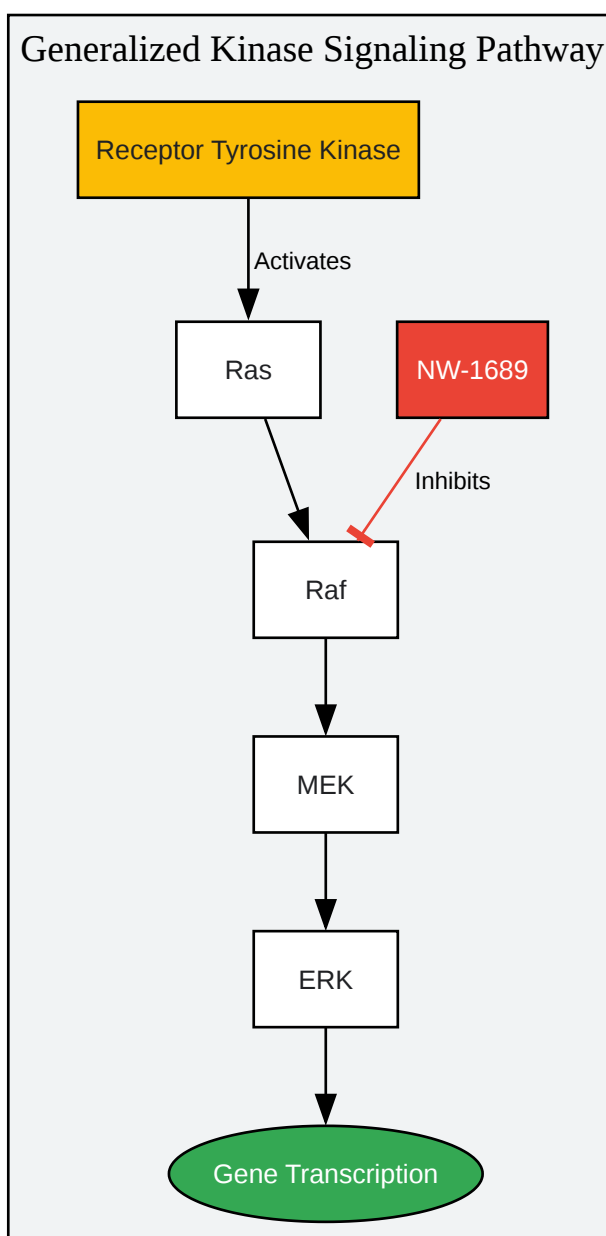 Generalized Kinase Signaling Pathway
Receptor Tyrosine Kinase
Activates
Ras
NW-1689
Inhibits
Raf
MEK
ERK
Gene Transcription